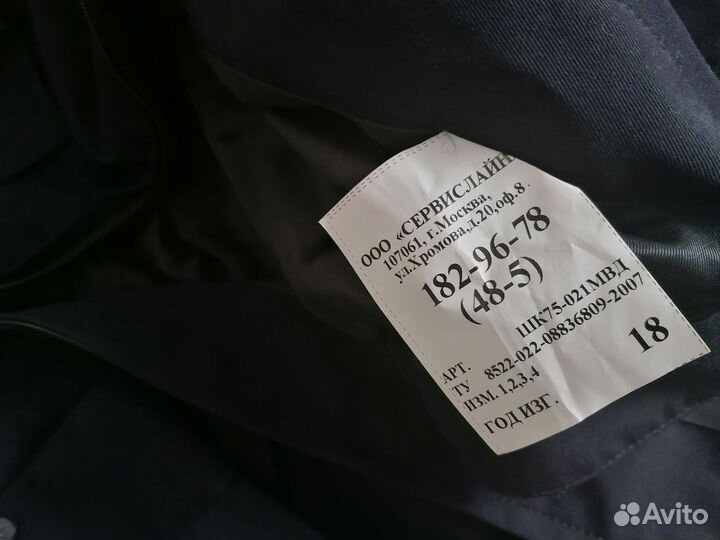 ООО «СЕРВИСЛАЙН
107061, г.Москва,
ул.Хромова,д.20,оф.8
182-96-78
(48-5)
АРТ. ШК75-021МВД
ТУ 8522-022-08836809-2007
ИЗМ. 1,2,3,4
ГОД ИЗГ. 18
Avito